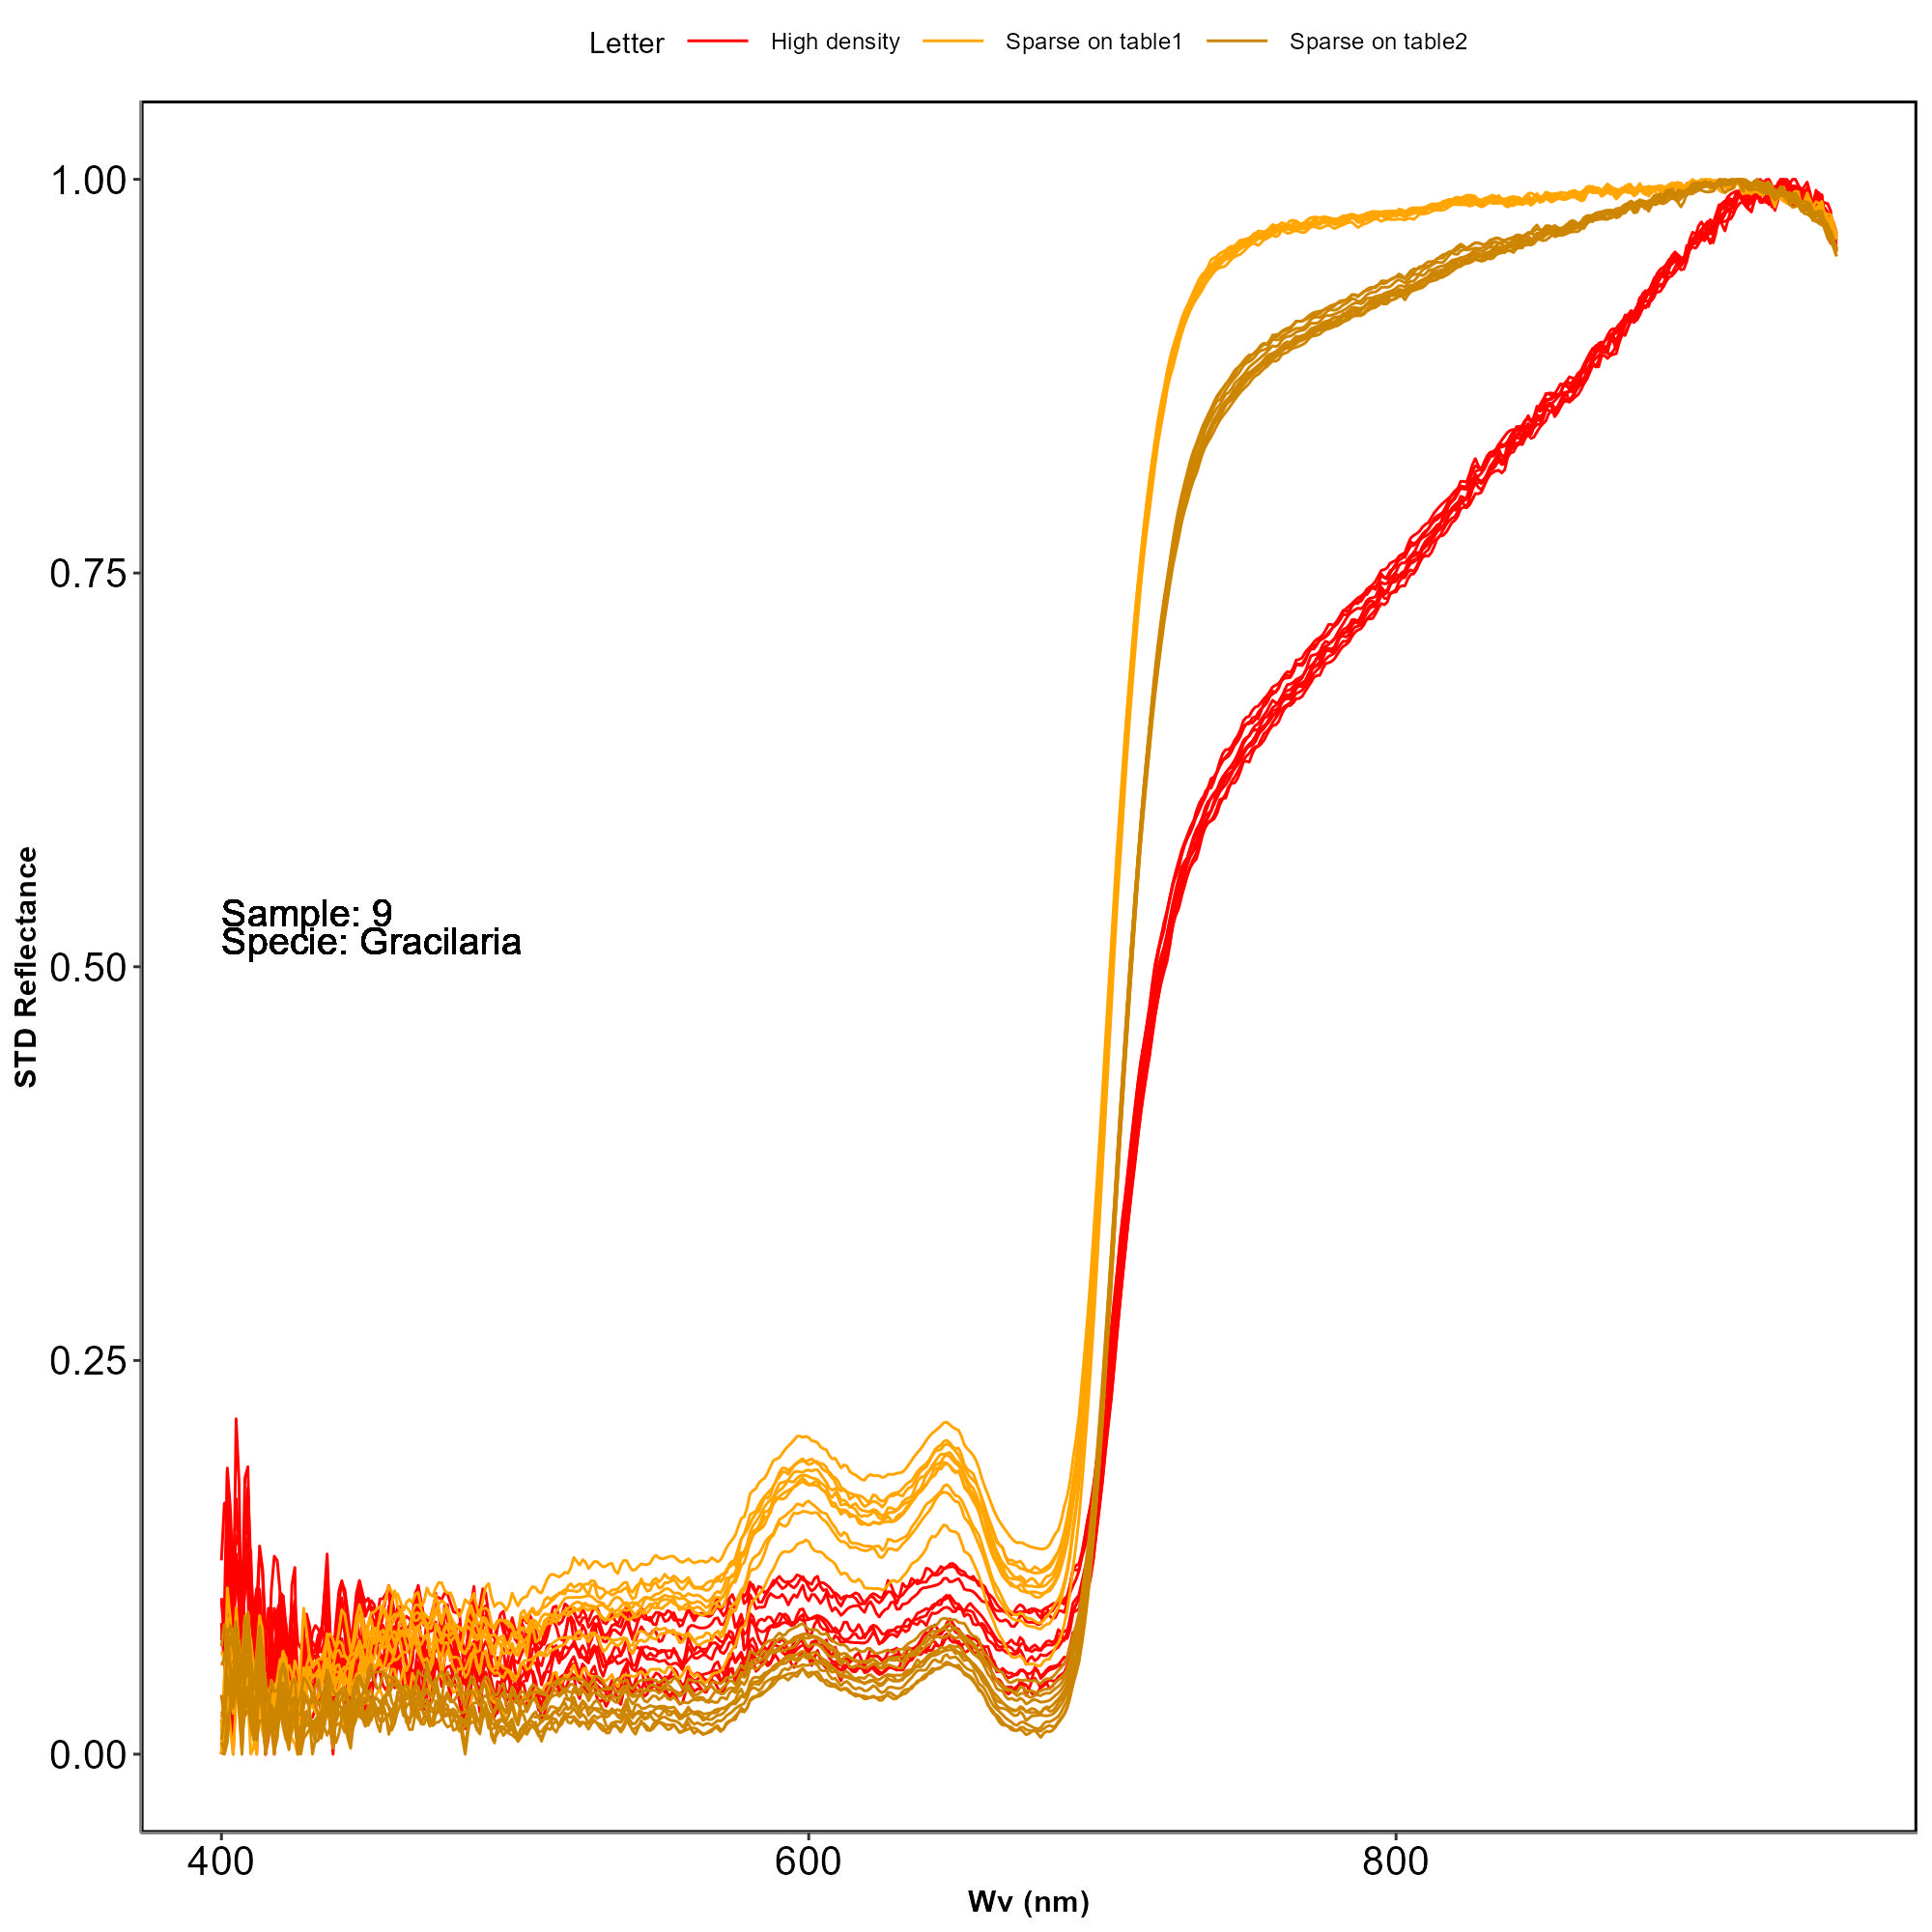 Letter High density Sparse on table1 Sparse on table2
1.00
0.75
0.50
0.25
0.00
STD Reflectance
Sample: 9
Specie: Gracilaria
400 600 800
Wv (nm)